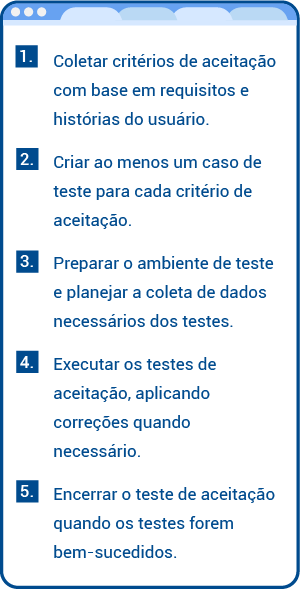 1. Coletar critérios de aceitação
com base em requisitos e
histórias do usuário.
2. Criar ao menos um caso de
teste para cada critério de
aceitação.
3. Preparar o ambiente de teste
e planejar a coleta de dados
necessários dos testes.
4. Executar os testes de
aceitação, aplicando
correções quando
necessário.
5. Encerrar o teste de aceitação
quando os testes forem
bem-sucedidos.